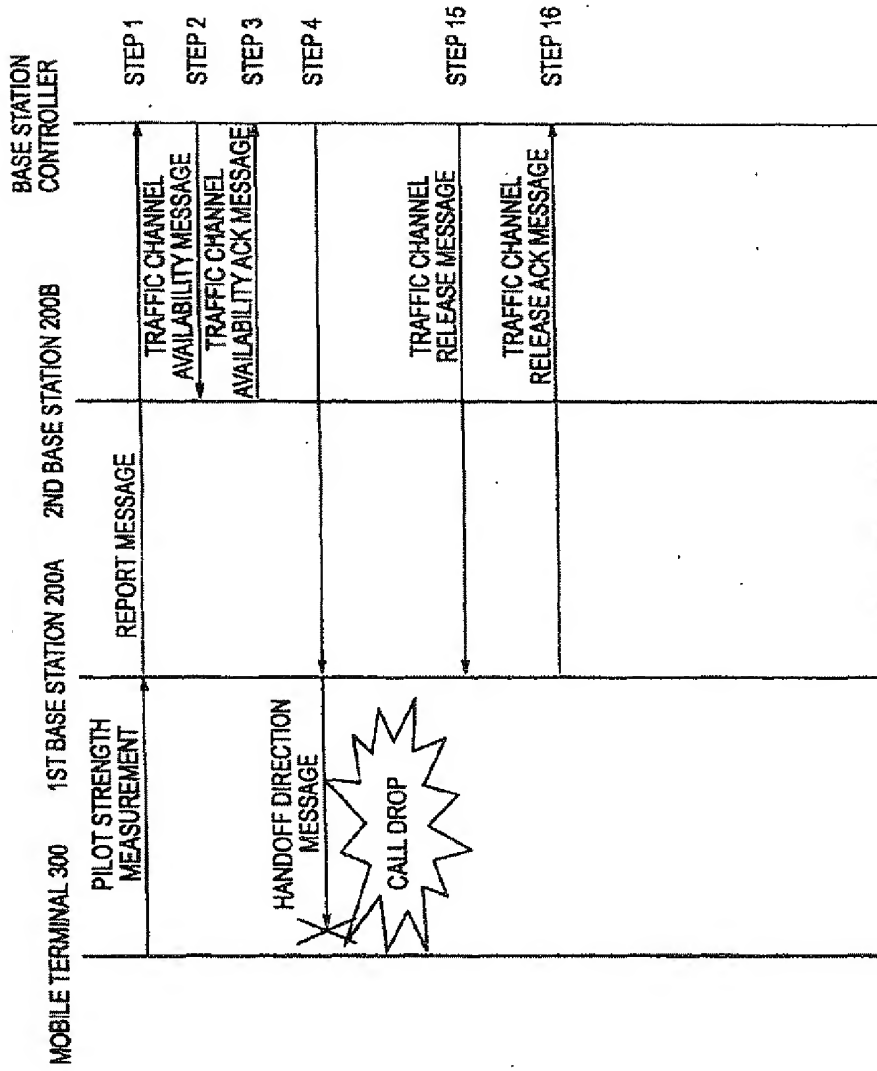 MOBILE TERMINAL 300
1ST BASE STATION 200A
2ND BASE STATION 200B
BASE STATION
CONTROLLER
PILOT STRENGTH
MEASUREMENT
REPORT MESSAGE
STEP 1
TRAFFIC CHANNEL
AVAILABILITY MESSAGE
STEP 2
TRAFFIC CHANNEL
AVAILABILITY ACK MESSAGE
STEP 3
HANDOFF DIRECTION
MESSAGE
STEP 4
CALL DROP
TRAFFIC CHANNEL
RELEASE MESSAGE
STEP 15
TRAFFIC CHANNEL
RELEASE ACK MESSAGE
STEP 16